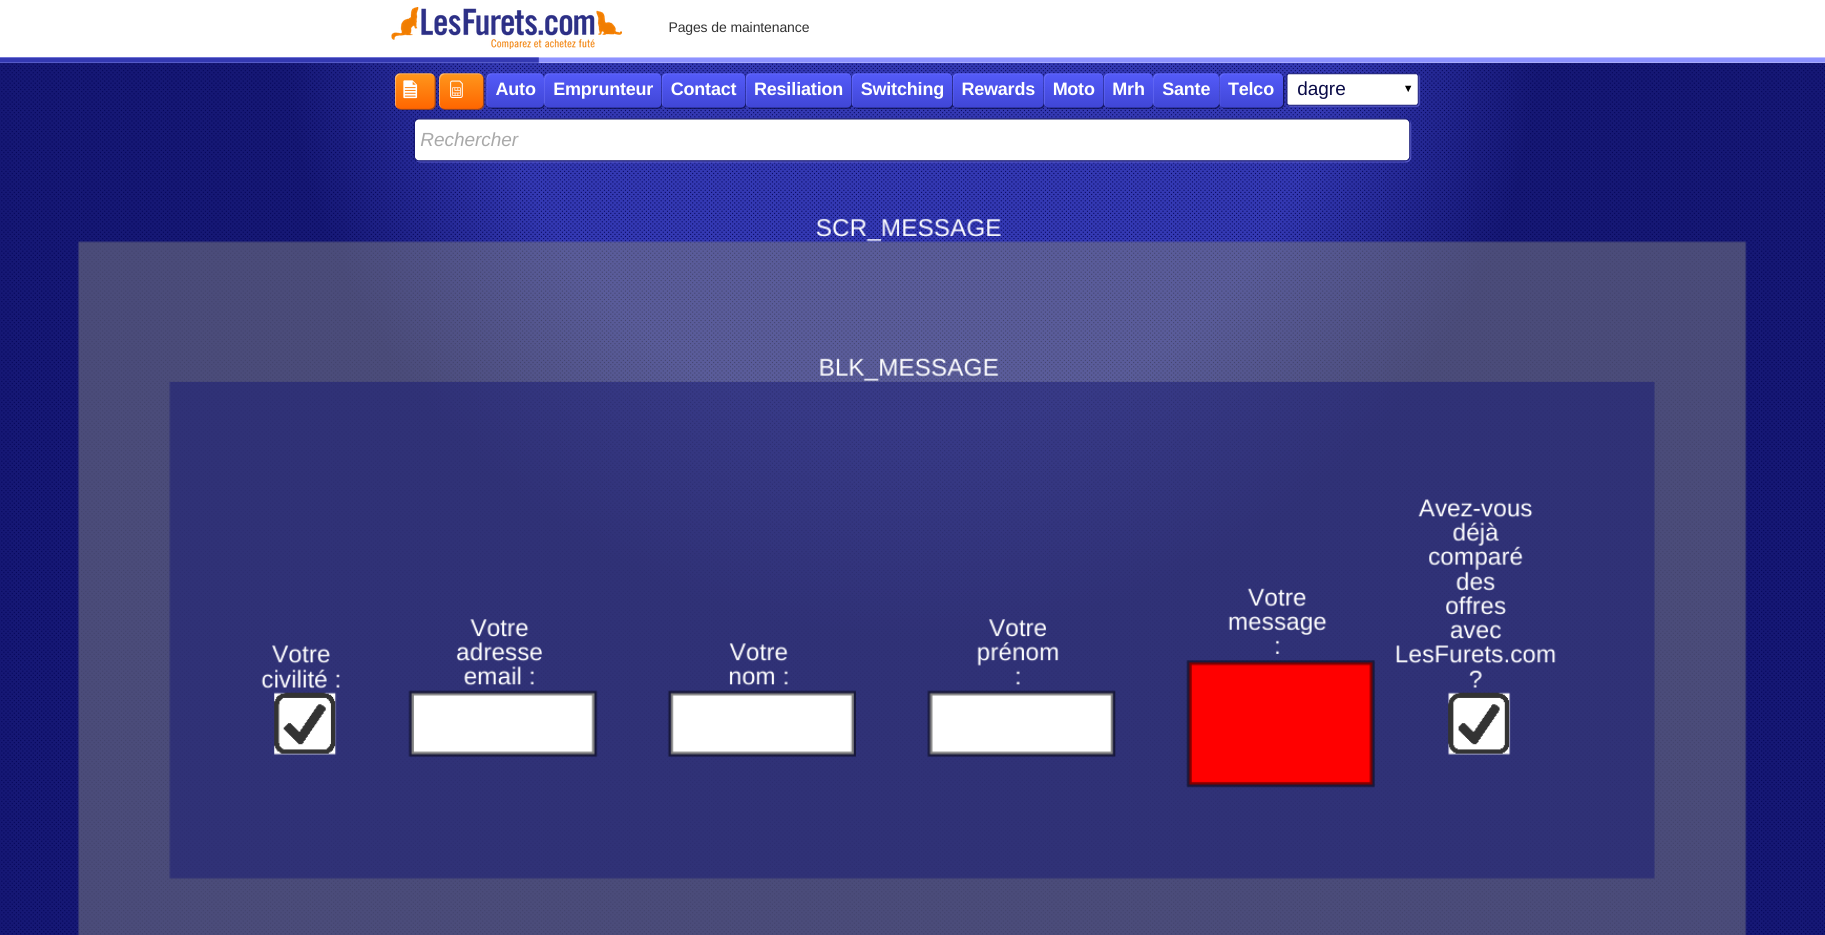 LesFurets.com
Comparez et achetez futé
Pages de maintenance
Auto Emprunteur Contact Resiliation Switching Rewards Moto Mrh Sante Telco dagre
Rechercher
SCR_MESSAGE
BLK_MESSAGE
Votre
civilité :
Votre
adresse
email :
Votre
nom :
Votre
prénom
:
Votre
message
:
Avez-vous
déjà
comparé
des
offres
avec
LesFurets.com
?